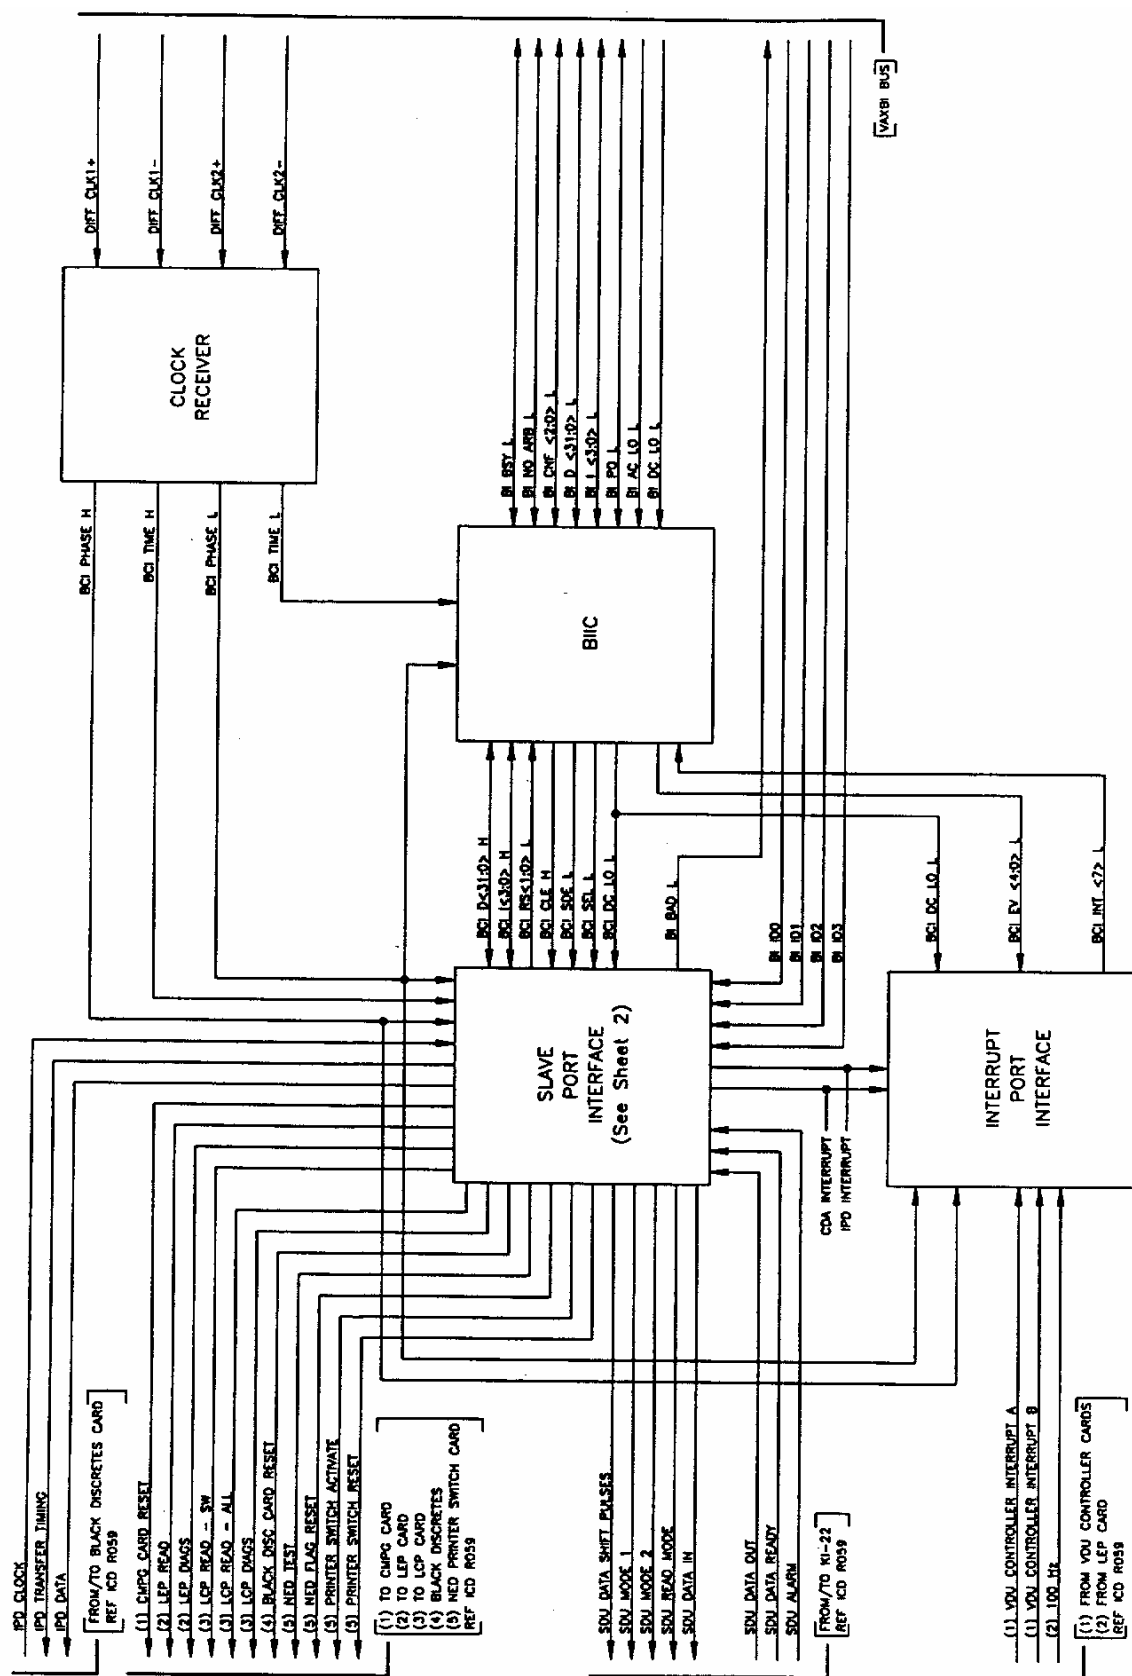 VAXBI BUS
DIFF CLK1+
DIFF CLK1-
DIFF CLK2+
DIFF CLK2-
CLOCK
RECEIVER
BCI PHASE H
BCI TIME H
BCI PHASE L
BCI TIME L
BI BSY L
BI NO ARB L
BI CNF <2:0> L
BI D <31:0> L
BI I <3:0> L
BI PO L
BI AC LO L
BI DC LO L
BIIC
BCI D<31:0> H
BCI I<3:0> H
BCI RS<1:0> L
BCI CLE H
BCI SDE L
BCI SEL L
BCI DC LO L
BI BAD L
BI ID0
BI ID1
BI ID2
BI ID3
BCI DC LO L
BCI EV <4:0> L
BCI INT <7> L
SLAVE
PORT
INTERFACE
(See Sheet 2)
INTERRUPT
PORT
INTERFACE
CDA INTERRUPT
IPD INTERRUPT
IPD CLOCK
IPD TRANSFER TIMING
IPD DATA
FROM/TO BLACK DISCRETES CARD
REF ICD R059
(1) CMPG CARD RESET
(2) LEP READ
(2) LEP DIAGS
(3) LCP READ - SW
(3) LCP READ - ALL
(3) LCP DIAGS
(4) BLACK DISC CARD RESET
(5) NED TEST
(5) NED FLAG RESET
(5) PRINTER SWITCH ACTIVATE
(5) PRINTER SWITCH RESET
(1) TO CMPG CARD
(2) TO LEP CARD
(3) TO LCP CARD
(4) BLACK DISCRETES
(5) NED PRINTER SWITCH CARD
REF ICD R059
SDU DATA SHIFT PULSES
SDU MODE 1
SDU MODE 2
SDU READ MODE
SDU DATA IN
SDU DATA OUT
SDU DATA READY
SDU ALARM
FROM/TO KI-22
REF ICD R059
(1) VDU CONTROLLER INTERRUPT A
(1) VDU CONTROLLER INTERRUPT B
(2) 100 Hz
(1) FROM VDU CONTROLLER CARDS
(2) FROM LEP CARD
REF ICD R059